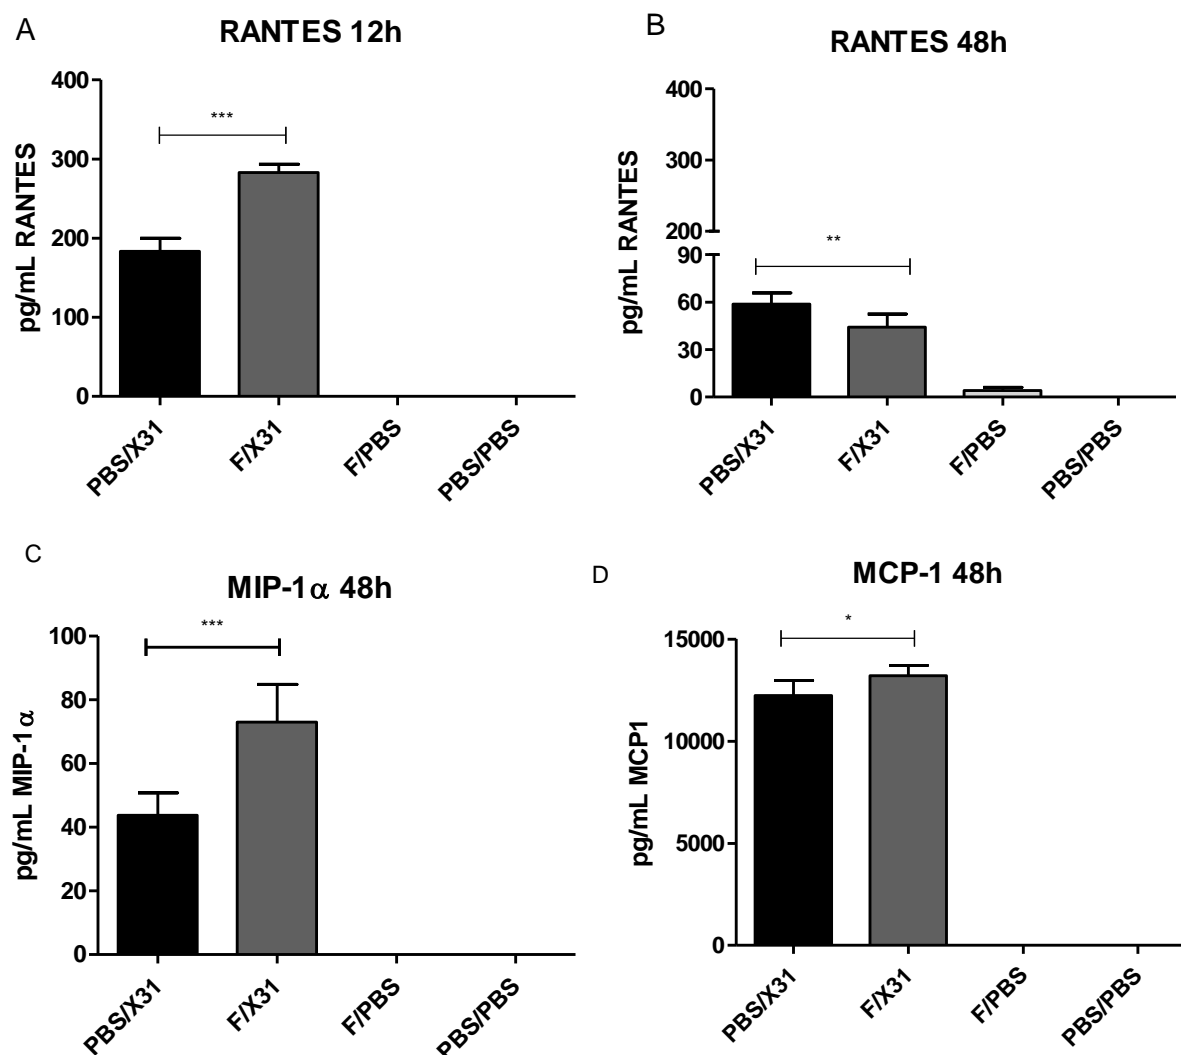 A
RANTES 12h
pg/mL RANTES
400
300
200
100
0
***
PBS/X31
F/X31
F/PBS
PBS/PBS
B
RANTES 48h
pg/mL RANTES
400
300
200
90
60
30
0
**
PBS/X31
F/X31
F/PBS
PBS/PBS
C
MIP-1α 48h
pg/mL MIP-1α
100
80
60
40
20
0
***
PBS/X31
F/X31
F/PBS
PBS/PBS
D
MCP-1 48h
pg/mL MCP1
15000
10000
5000
0
*
PBS/X31
F/X31
F/PBS
PBS/PBS